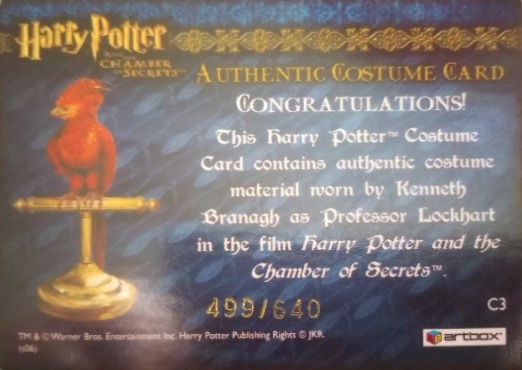 Harry Potter
AND THE
CHAMBER
OF SECRETS™
AUTHENTIC COSTUME CARD
CONGRATULATIONS!
This Harry Potter™ Costume
Card contains authentic costume
material worn by Kenneth
Branagh as Professor Lockhart
in the film Harry Potter and the
Chamber of Secrets™.
499/640
C3
TM & © Warner Bros. Entertainment Inc. Harry Potter Publishing Rights © JKR.
(s06)
artbox